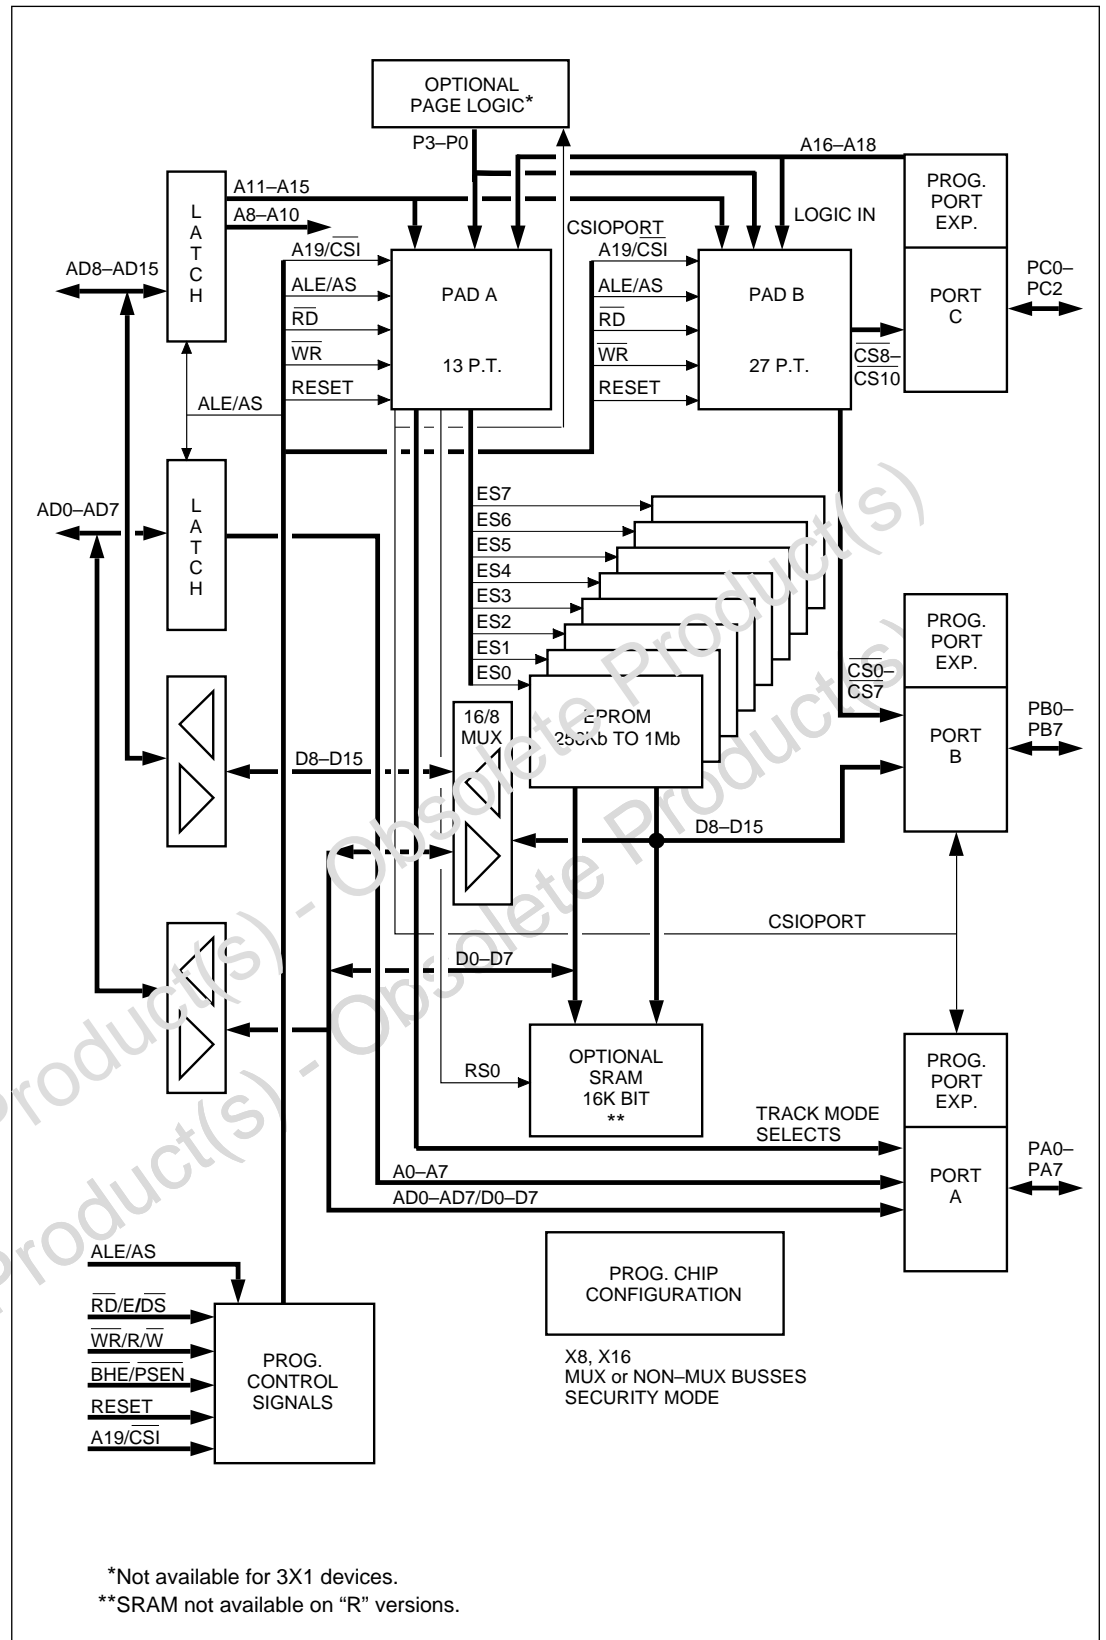 OPTIONAL
PAGE LOGIC*
P3–P0
A16–A18
PROG.
PORT
EXP.
A11–A15
A8–A10
L
A
T
C
H
LOGIC IN
CSIOPORT
A19/CSI
A19/CSI
AD8–AD15
ALE/AS
PAD A
ALE/AS
PAD B
PORT
C
PC0–
PC2
RD
RD
WR
13 P.T.
WR
27 P.T.
CS8–
CS10
RESET
RESET
ALE/AS
L
A
T
C
H
AD0–AD7
ES7
ES6
ES5
ES4
ES3
ES2
ES1
ES0
PROG.
PORT
EXP.
CS0–
CS7
16/8
MUX
EPROM
256Kb TO 1Mb
PORT
B
PB0–
PB7
D8–D15
D8–D15
CSIOPORT
D0–D7
OPTIONAL
SRAM
16K BIT
**
RS0
PROG.
PORT
EXP.
TRACK MODE
SELECTS
A0–A7
AD0–AD7/D0–D7
PORT
A
PA0–
PA7
ALE/AS
RD/E/DS
WR/R/W
BHE/PSEN
RESET
A19/CSI
PROG.
CONTROL
SIGNALS
PROG. CHIP
CONFIGURATION
X8, X16
MUX or NON–MUX BUSSES
SECURITY MODE
*Not available for 3X1 devices.
**SRAM not available on “R” versions.
Product(s) - Obsolete Product(s)
Product(s) - Obsolete Product(s)